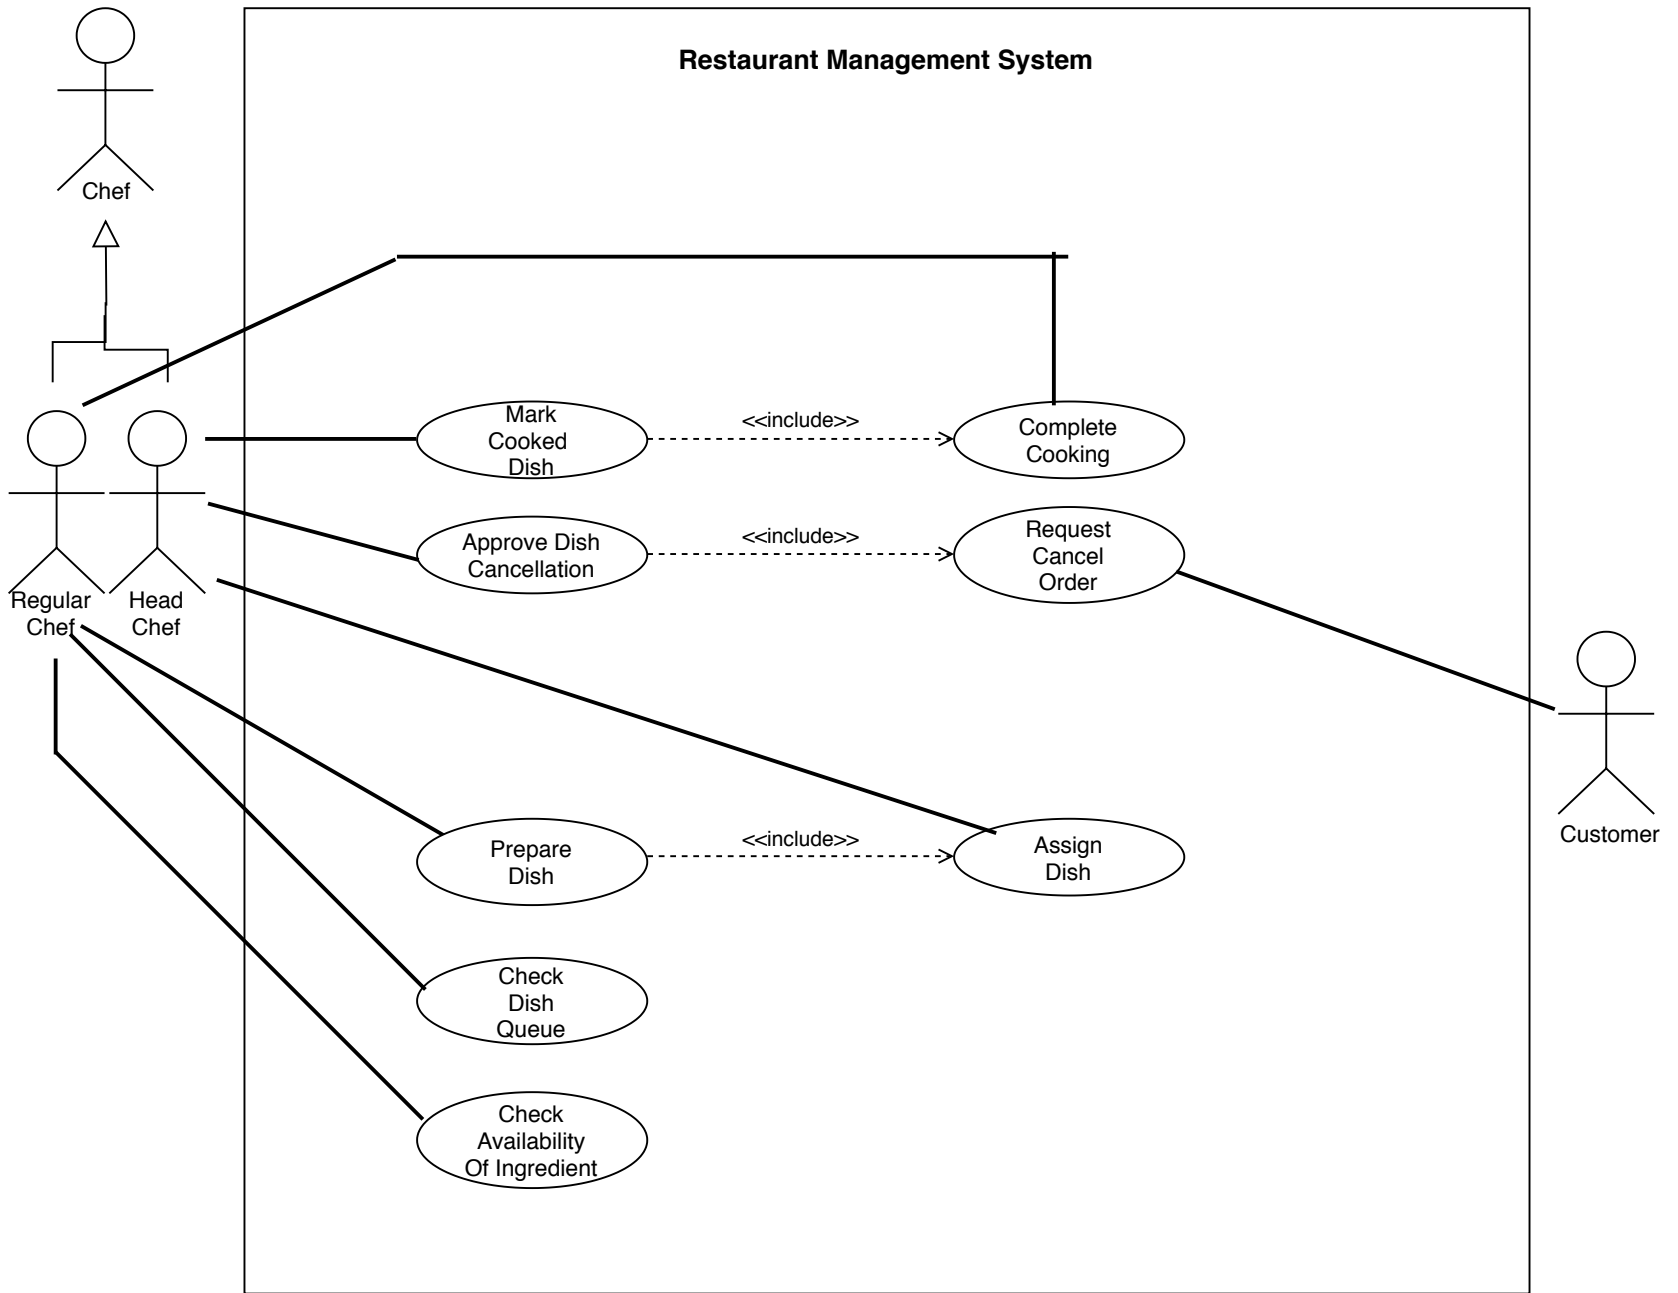 Restaurant Management System
Chef
Mark
Cooked
Dish
<<include>>
Complete
Cooking
Approve Dish
Cancellation
<<include>>
Request
Cancel
Order
Regular
Chef
Head
Chef
Prepare
Dish
<<include>>
Assign
Dish
Customer
Check
Dish
Queue
Check
Availability
Of Ingredient